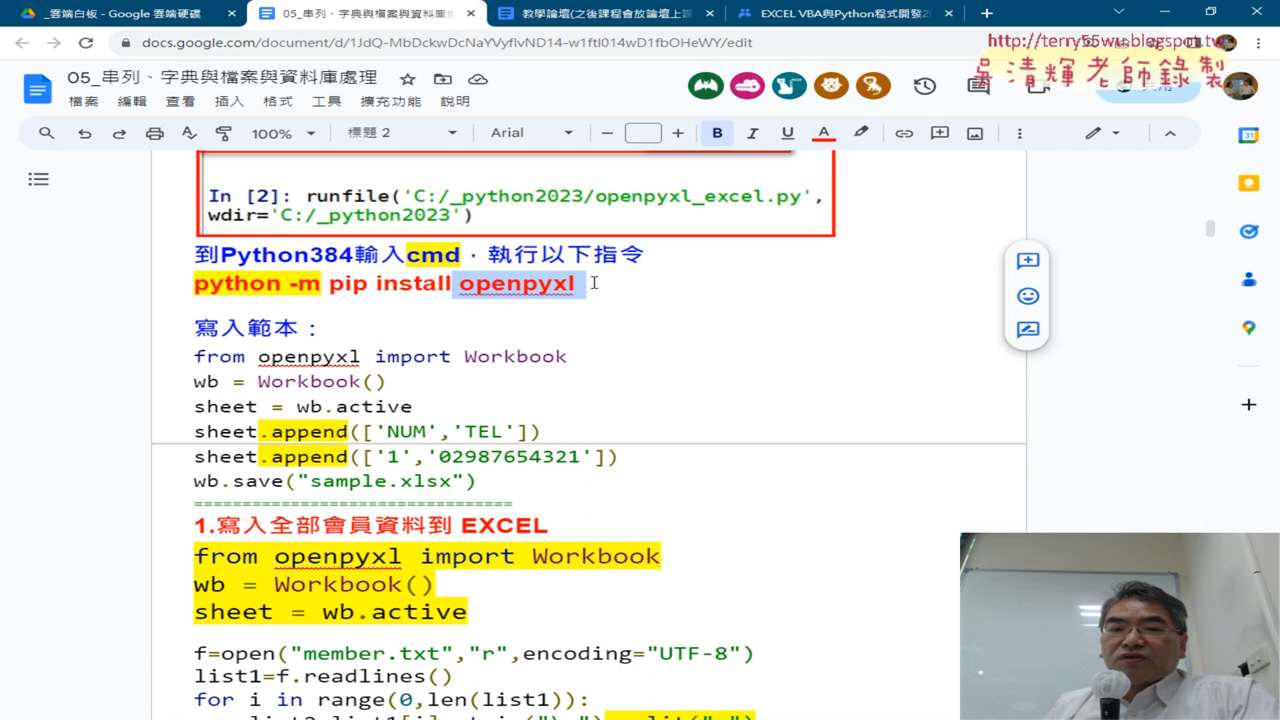 _雲端白板 - Google 雲端硬碟
05_串列、字典與檔案與資料庫處
教學論壇(之後課程會放論壇上課
EXCEL VBA與Python程式開發2
docs.google.com/document/d/1JdQ-MbDckwDcNaYVyflvND14-w1ftl014wD1fbOHeWY/edit
http://terry55wu.blogspot.tw
吳清輝老師錄製
05_串列、字典與檔案與資料庫處理
檔案 編輯 查看 插入 格式 工具 擴充功能 說明
100% 標題 2 Arial B I U A
In [2]: runfile('C:/_python2023/openpyxl_excel.py',
wdir='C:/_python2023')
到Python384輸入cmd，執行以下指令
python -m pip install openpyxl
寫入範本：
from openpyxl import Workbook
wb = Workbook()
sheet = wb.active
sheet.append(['NUM','TEL'])
sheet.append(['1','02987654321'])
wb.save("sample.xlsx")
=================================
1.寫入全部會員資料到 EXCEL
from openpyxl import Workbook
wb = Workbook()
sheet = wb.active
f=open("member.txt","r",encoding="UTF-8")
list1=f.readlines()
for i in range(0,len(list1)):